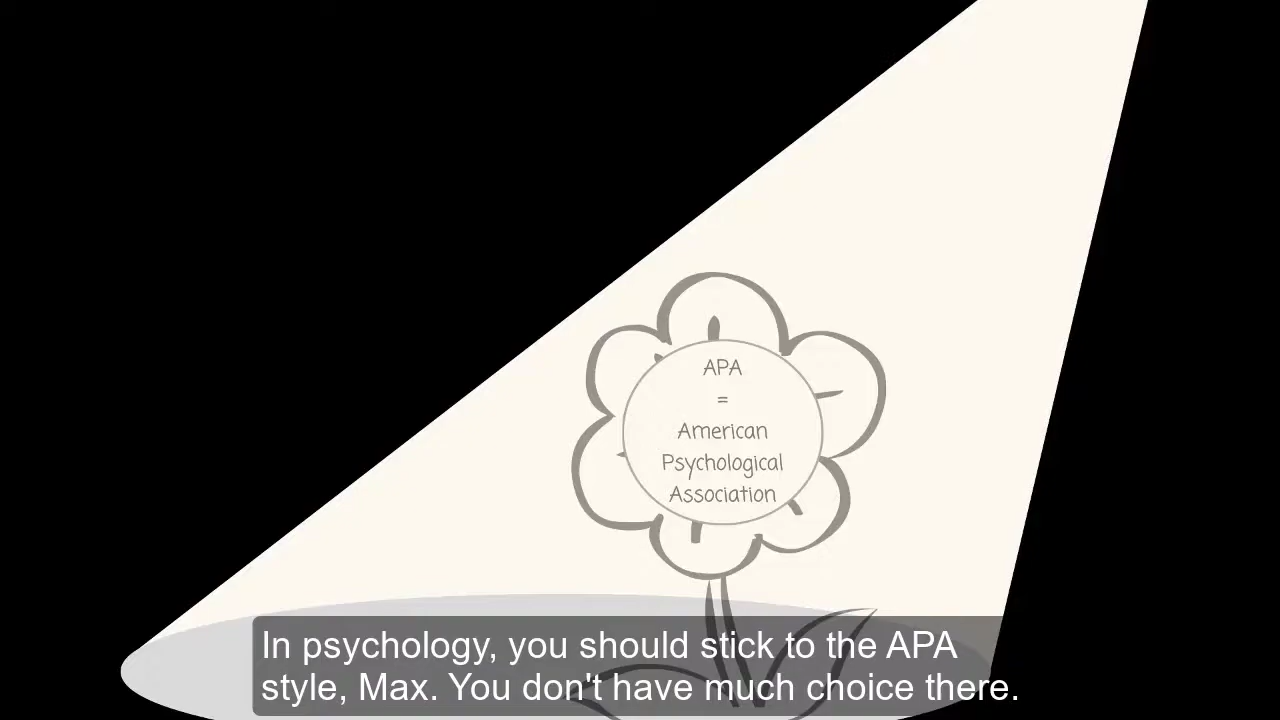 APA
=
American
Psychological
Association
In psychology, you should stick to the APA
style, Max. You don't have much choice there.